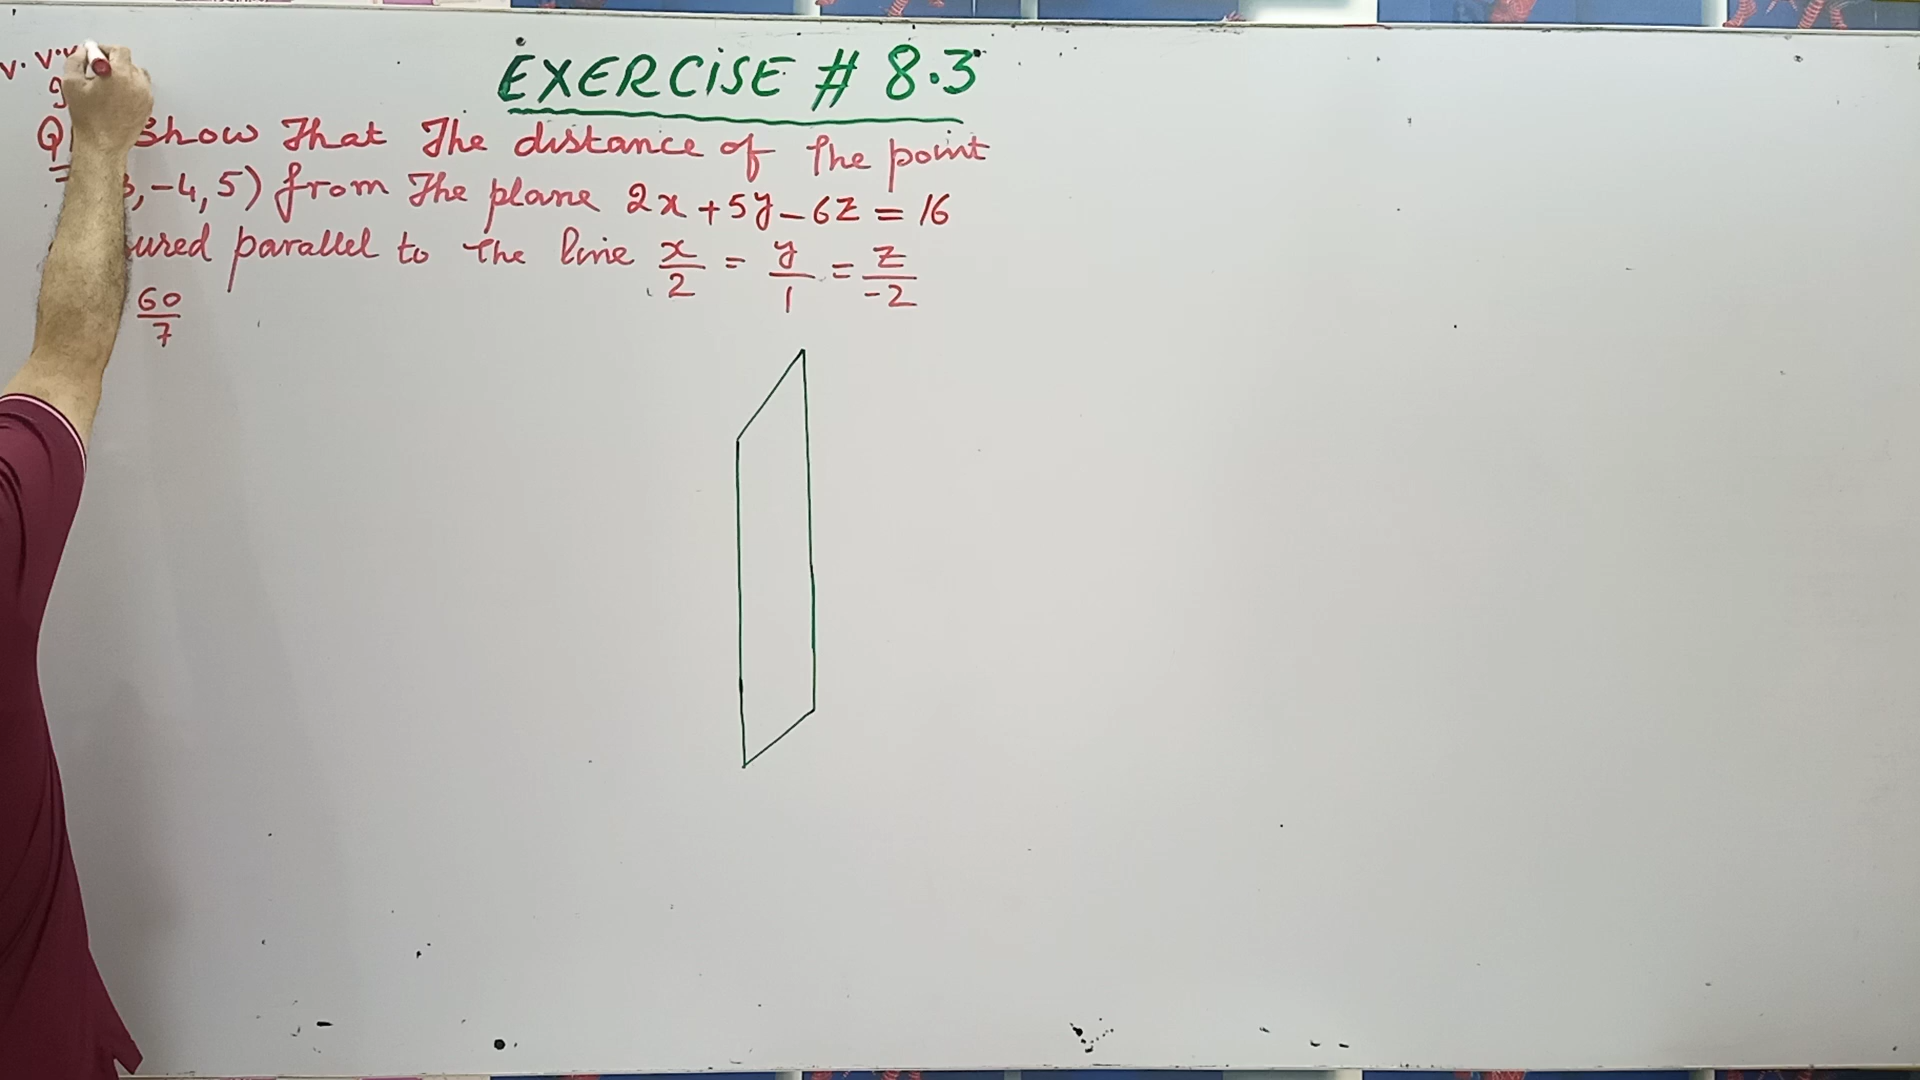 V. V.V
EXERCISE # 8.3
Q show That The distance of The point
3, -4, 5) from The plane 2x + 5y - 6z = 16
ured parallel to the line x/2 = y/1 = z/-2
60/7